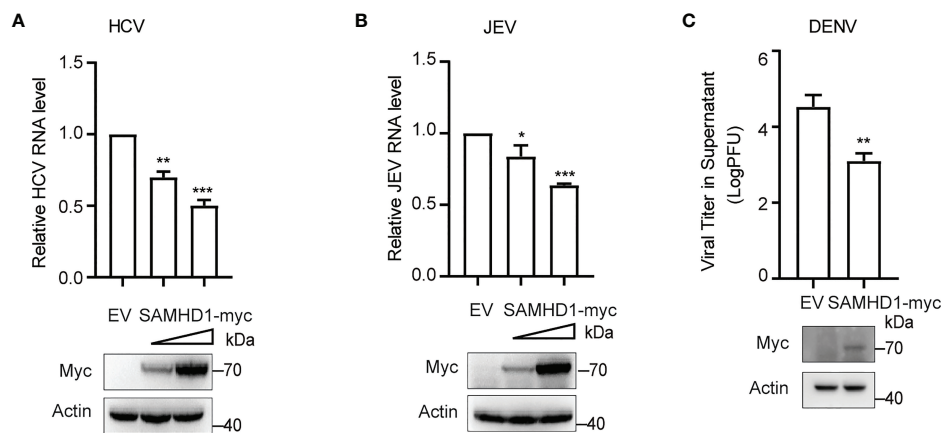 A
HCV
Relative HCV RNA level
1.5
1.0
0.5
0.0
**
***
EV SAMHD1-myc
kDa
Myc
70
Actin
40
B
JEV
Relative JEV RNA level
1.5
1.0
0.5
0.0
*
***
EV SAMHD1-myc
kDa
Myc
70
Actin
40
C
DENV
Viral Titer in Supernatant
(LogPFU)
6
4
2
0
**
EV SAMHD1-myc
kDa
Myc
70
Actin
40